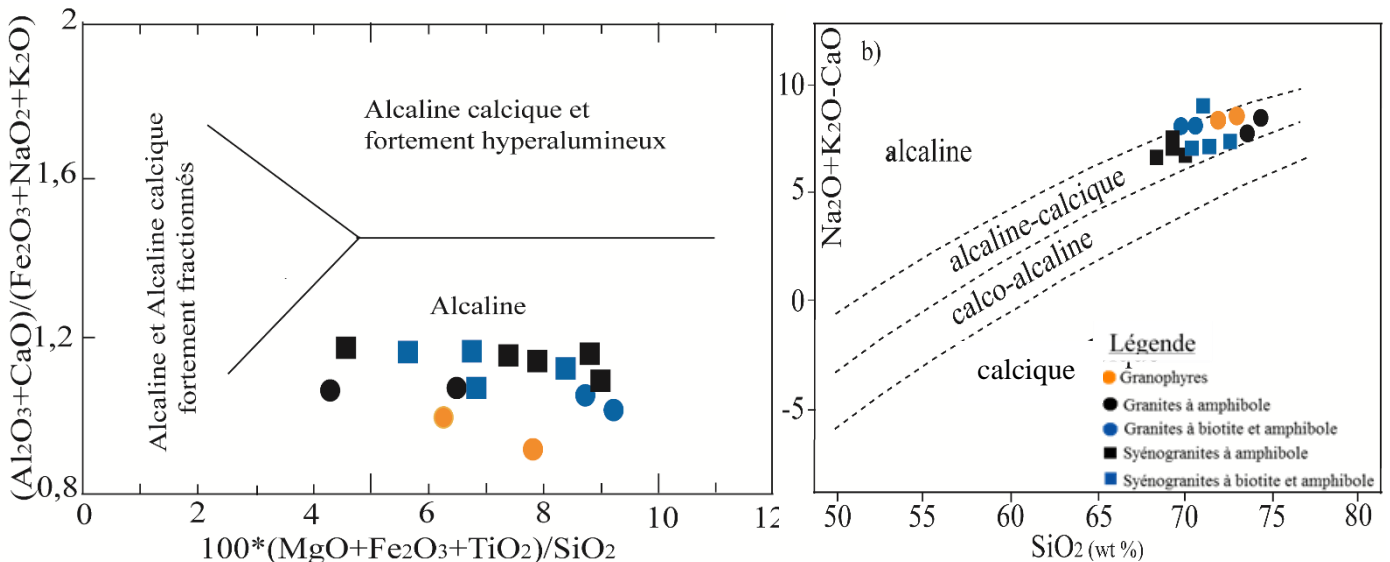 (Al2O3+CaO)/(Fe2O3+NaO2+K2O)
2
1,6
1,2
0,8
Alcaline calcique et
fortement hyperalumineux
Alcaline et Alcaline calcique
fortement fractionnés
Alcaline
0
2
4
6
8
10
12
100*(MgO+Fe2O3+TiO2)/SiO2
b)
Na2O+K2O-CaO
10
5
0
-5
alcaline
alcaline-calcique
calco-alcaline
calcique
Légende
Granophyres
Granites à amphibole
Granites à biotite et amphibole
Syénogranites à amphibole
Syénogranites à biotite et amphibole
50
55
60
65
70
75
80
SiO2 (wt %)